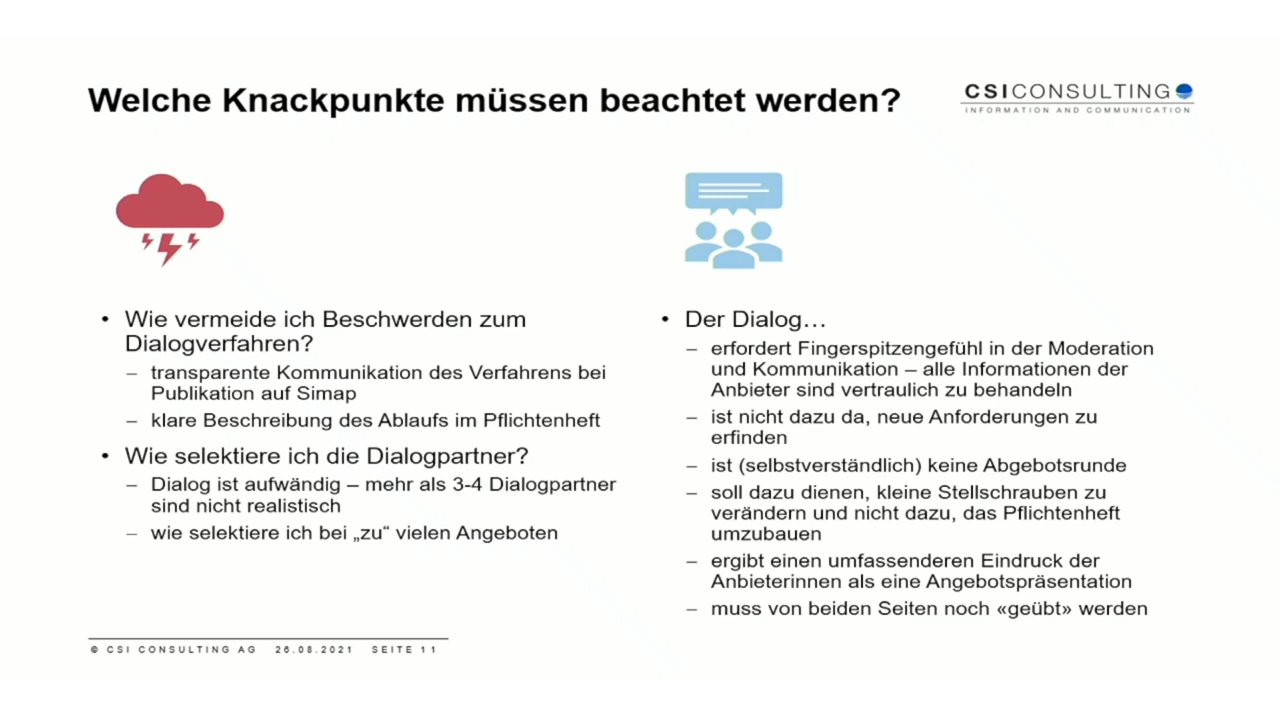 Welche Knackpunkte müssen beachtet werden?
CSICONSULTING
INFORMATION AND COMMUNICATION
• Wie vermeide ich Beschwerden zum
Dialogverfahren?
– transparente Kommunikation des Verfahrens bei
Publikation auf Simap
– klare Beschreibung des Ablaufs im Pflichtenheft
• Wie selektiere ich die Dialogpartner?
– Dialog ist aufwändig – mehr als 3-4 Dialogpartner
sind nicht realistisch
– wie selektiere ich bei „zu“ vielen Angeboten
• Der Dialog…
– erfordert Fingerspitzengefühl in der Moderation
und Kommunikation – alle Informationen der
Anbieter sind vertraulich zu behandeln
– ist nicht dazu da, neue Anforderungen zu
erfinden
– ist (selbstverständlich) keine Abgebotsrunde
– soll dazu dienen, kleine Stellschrauben zu
verändern und nicht dazu, das Pflichtenheft
umzubauen
– ergibt einen umfassenderen Eindruck der
Anbieterinnen als eine Angebotspräsentation
– muss von beiden Seiten noch «geübt» werden
© CSI CONSULTING AG 26.08.2021 SEITE 11